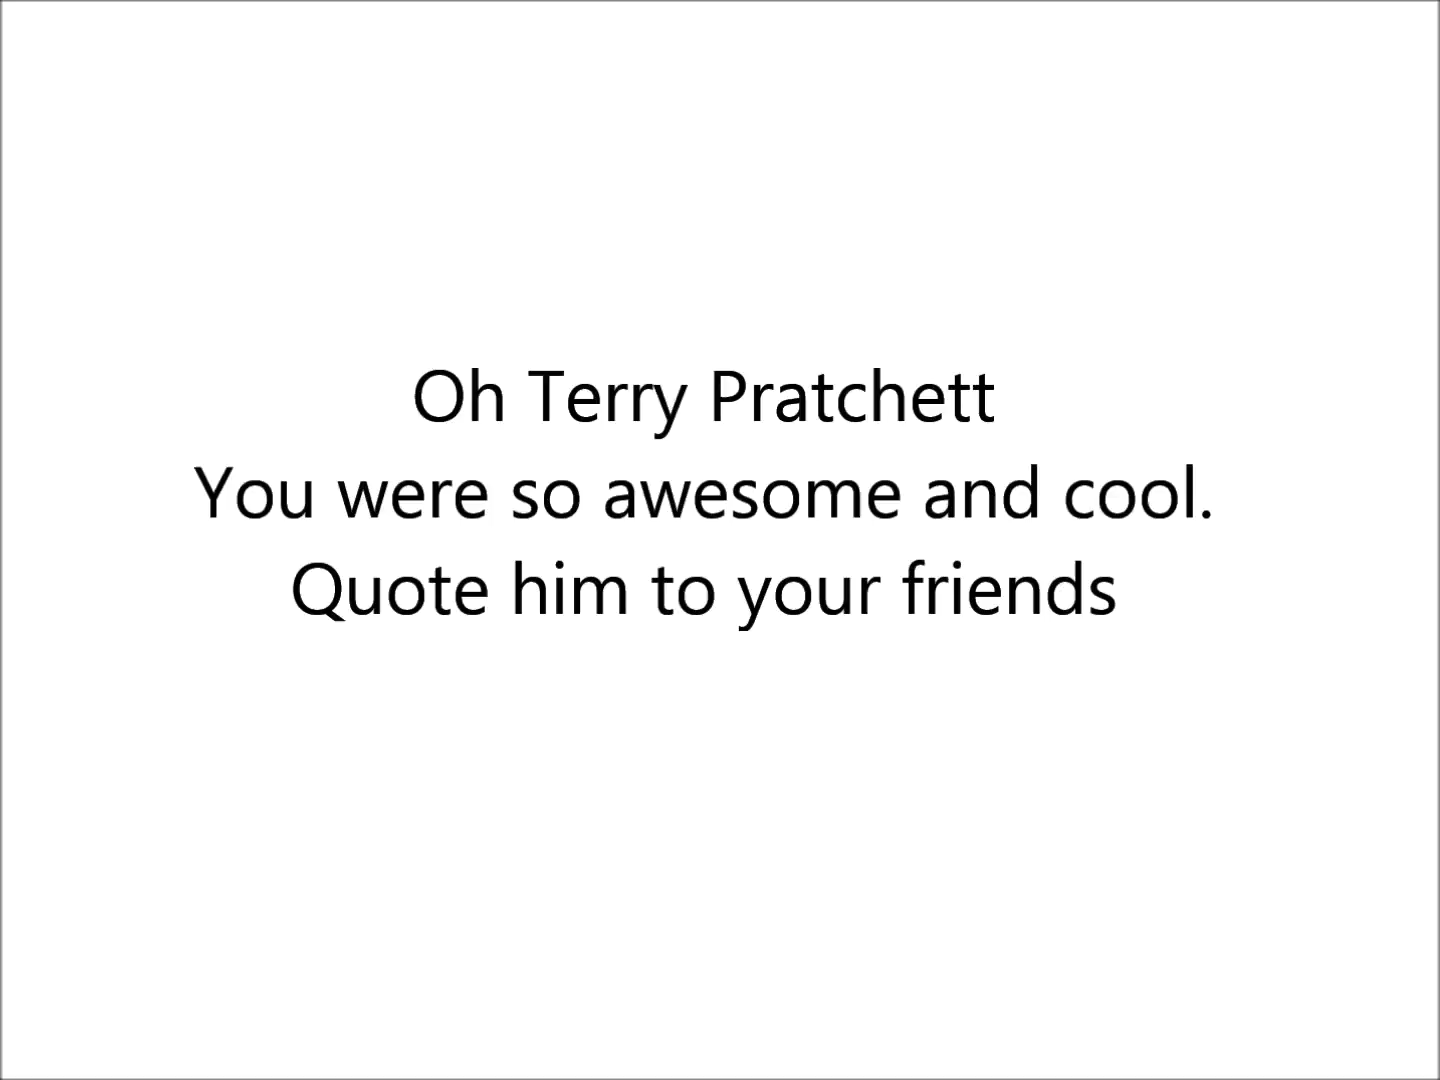 Oh Terry Pratchett
You were so awesome and cool.
Quote him to your friends